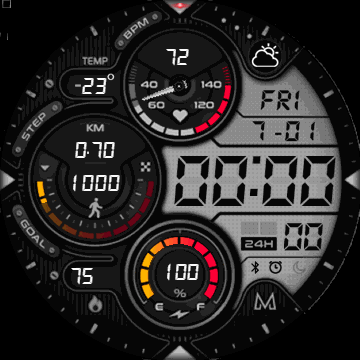 BPM
72
TEMP
-23°
40 140
60 120
FRI
7-01
STEP
KM
0.70
1000
00:00
24H 00
GOAL
75
100
%
E F
M